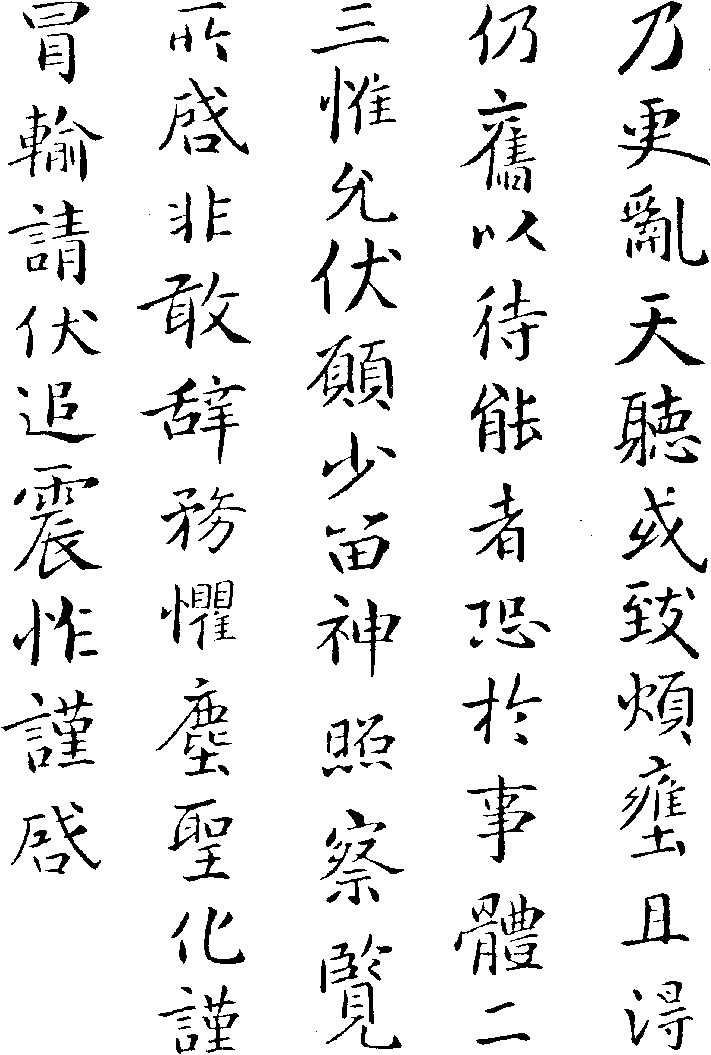 乃更亂天聽或致煩壅且淂
仍舊以待能者恐於事體二
三惟允伏願少留神照察覽
所啓非敢辞務懼塵聖化謹
冒輸請伏追震怍謹啓